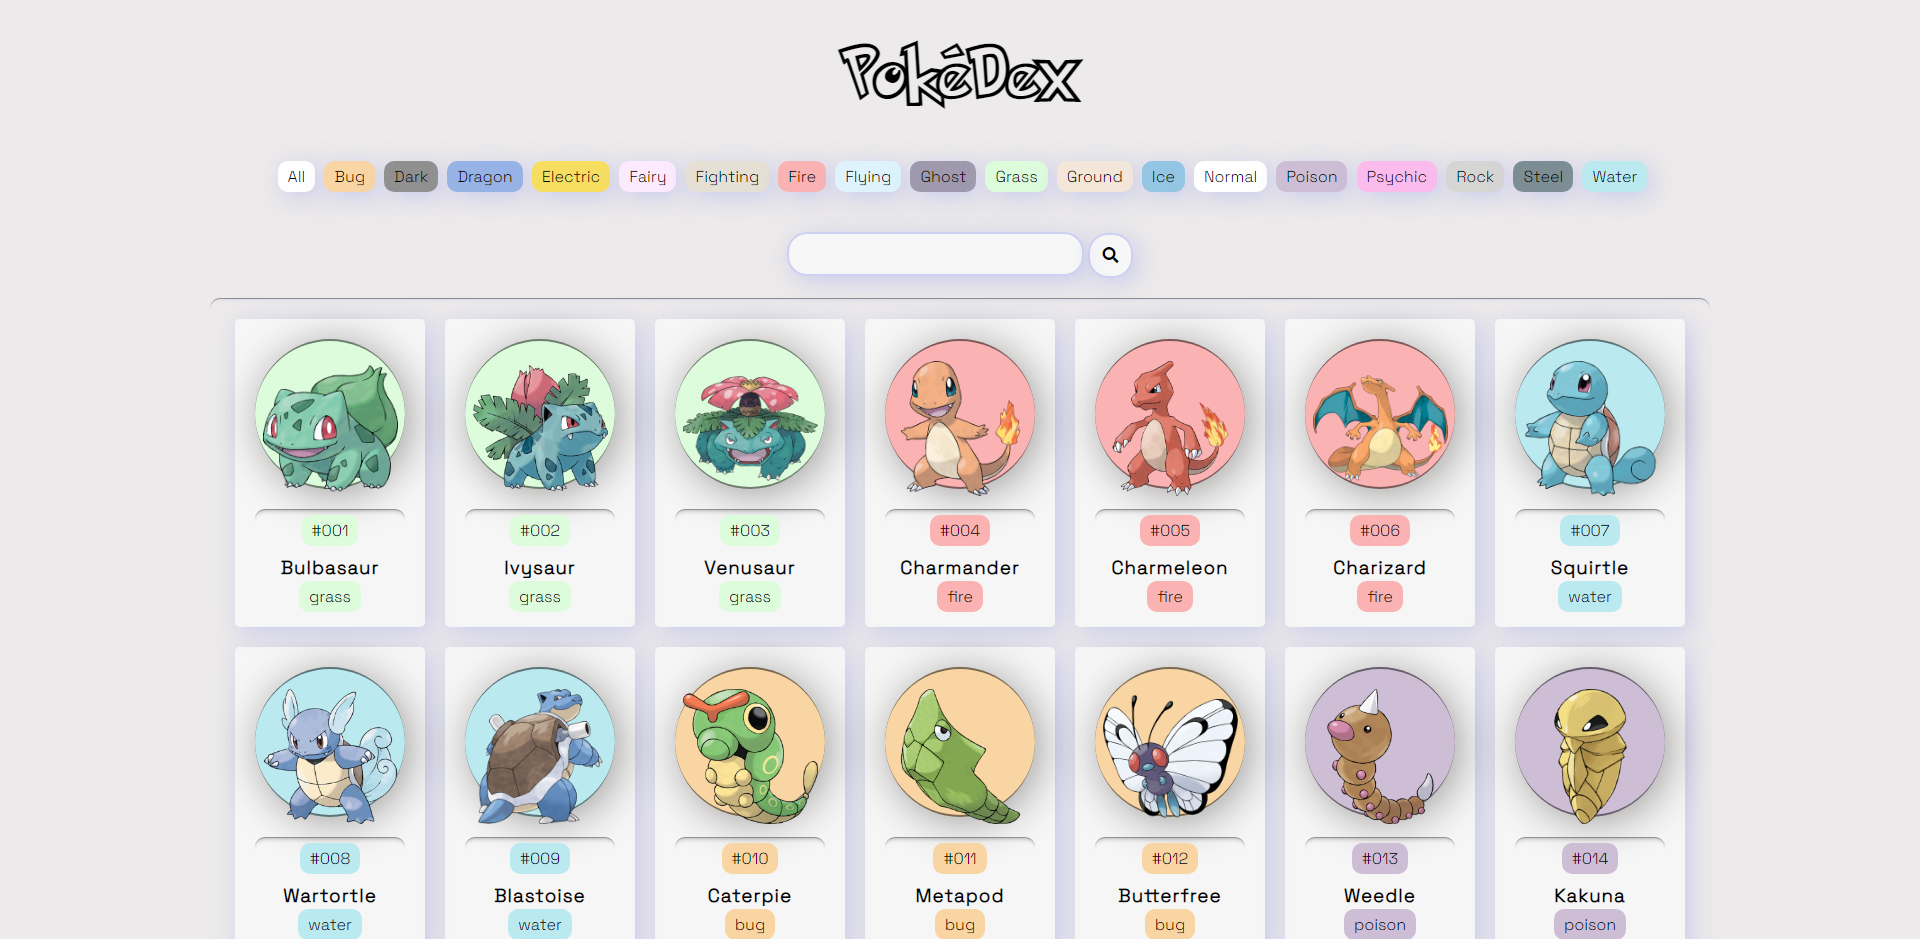 PokéDex
All Bug Dark Dragon Electric Fairy Fighting Fire Flying Ghost Grass Ground Ice Normal Poison Psychic Rock Steel Water
#001 #002 #003 #004 #005 #006 #007
Bulbasaur Ivysaur Venusaur Charmander Charmeleon Charizard Squirtle
grass grass grass fire fire fire water
#008 #009 #010 #011 #012 #013 #014
Wartortle Blastoise Caterpie Metapod Butterfree Weedle Kakuna
water water bug bug bug poison poison